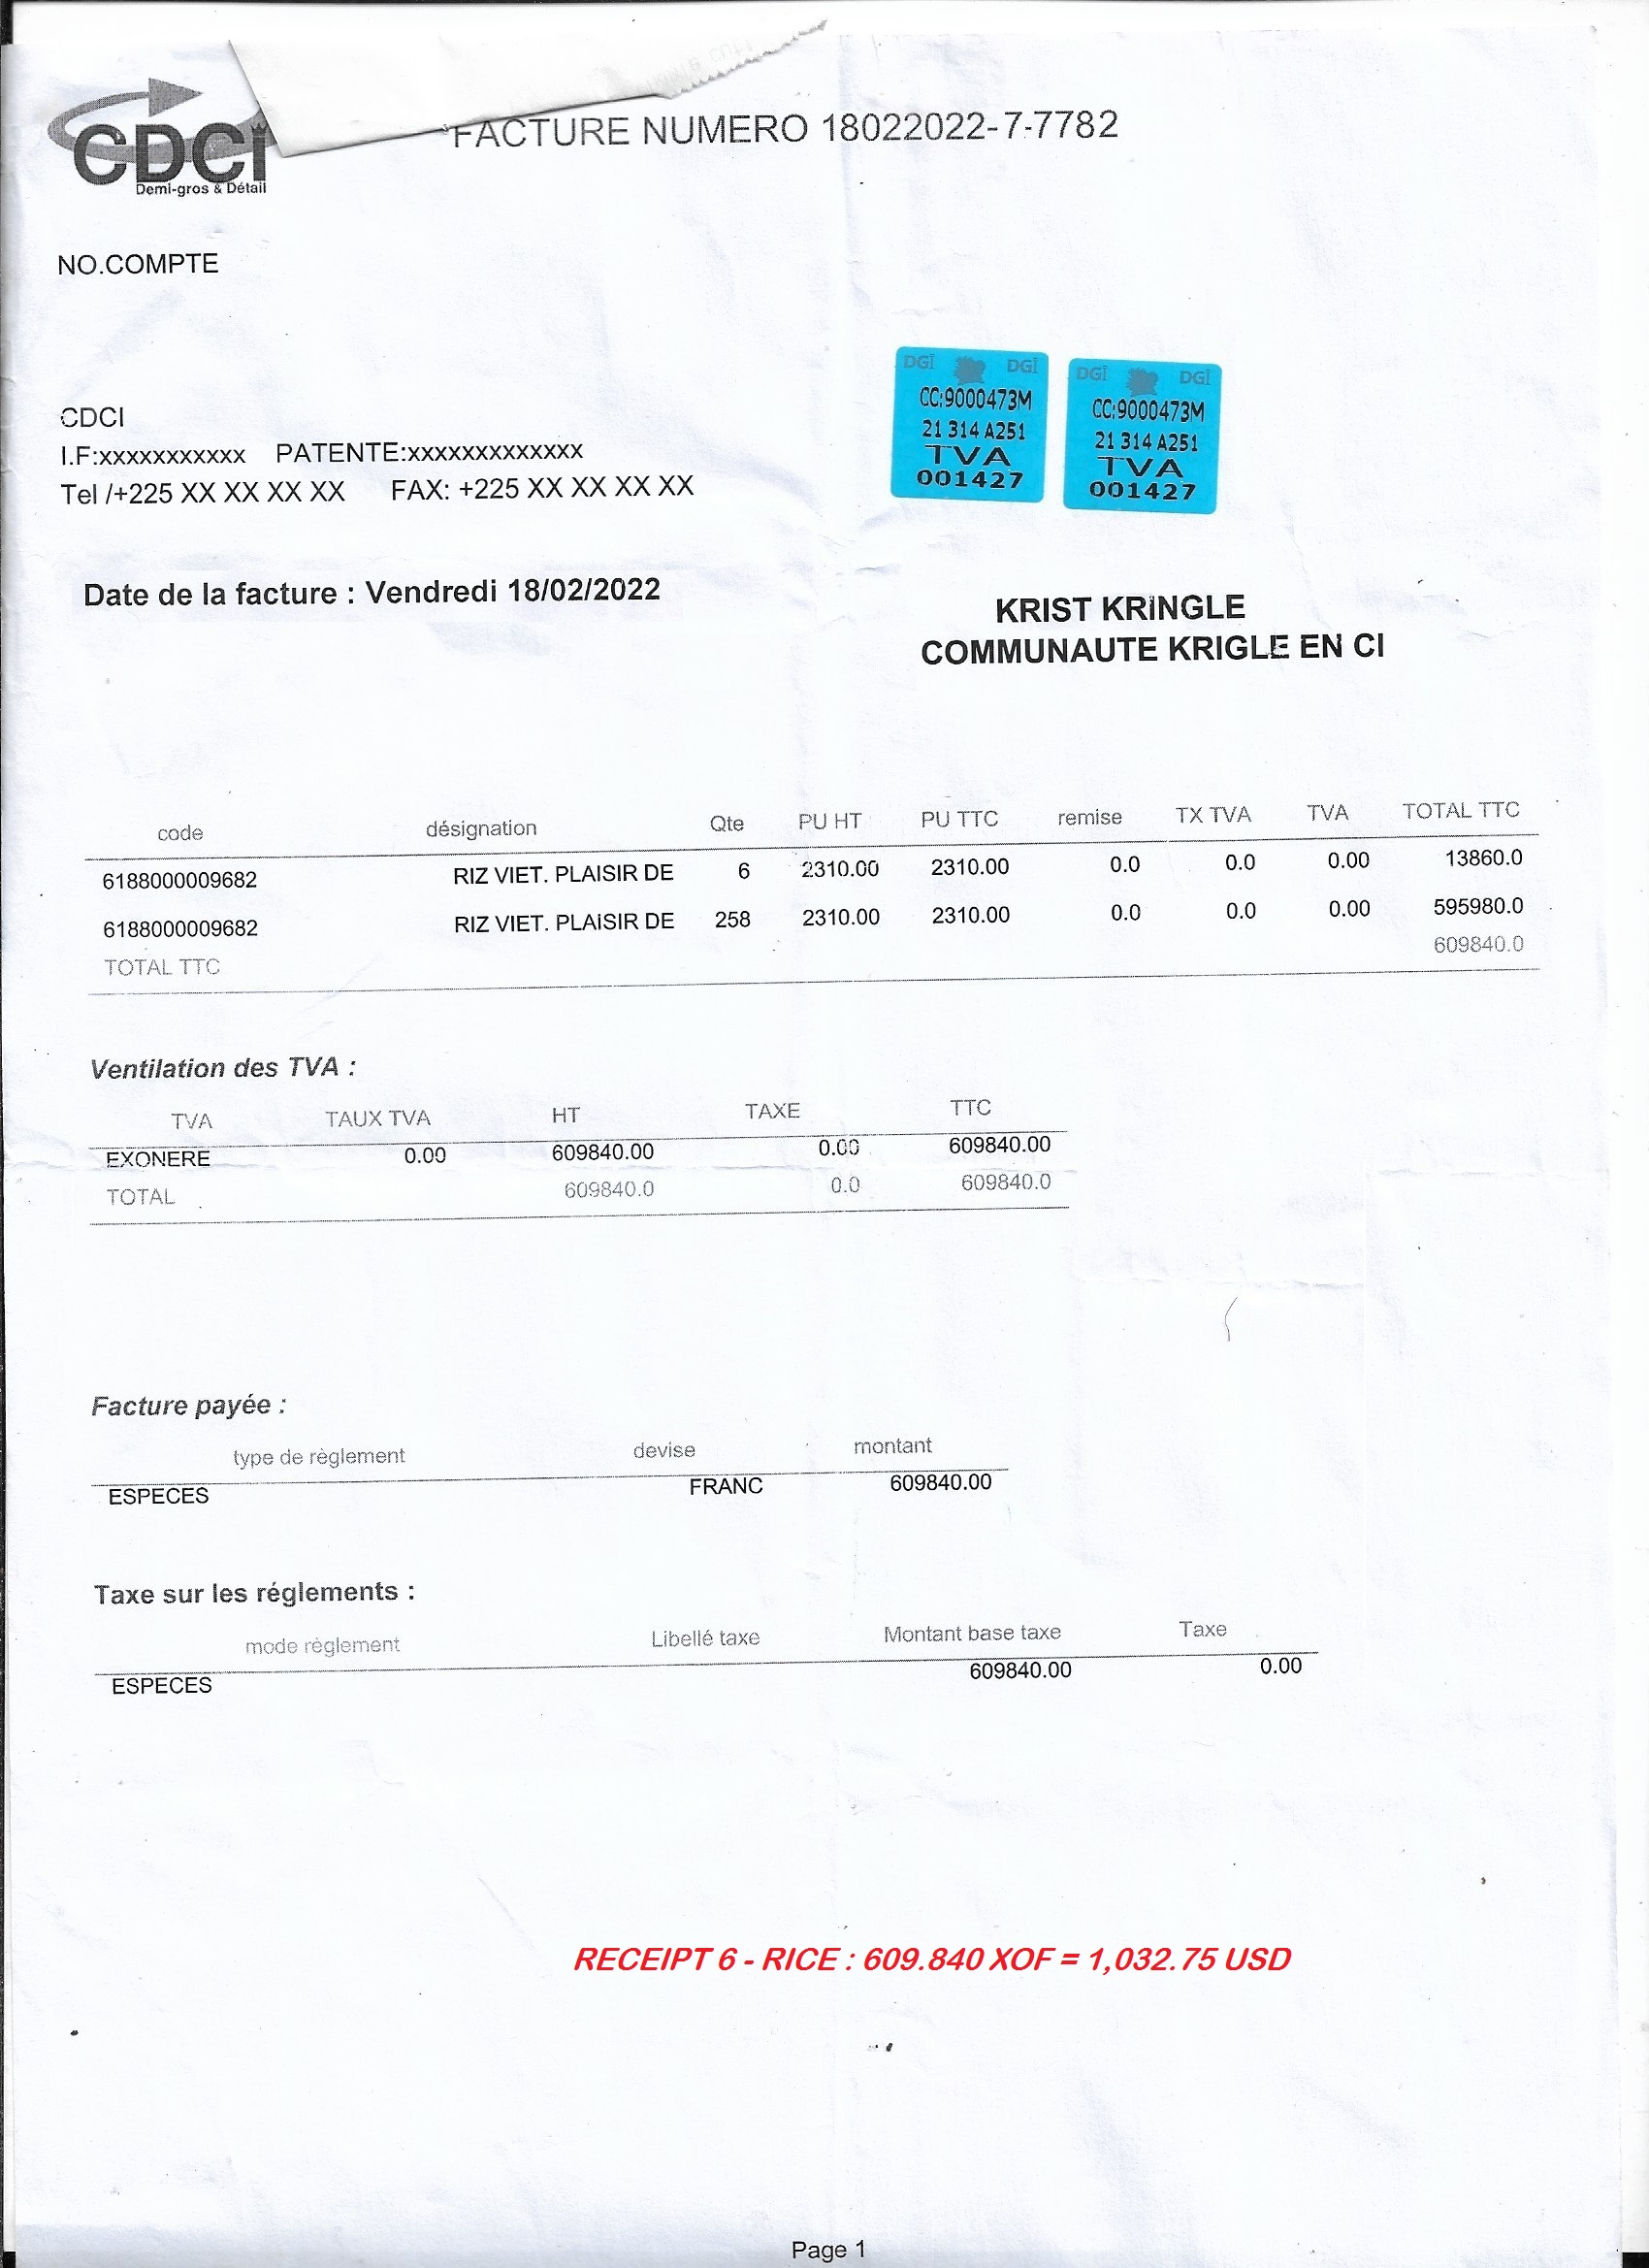 CDCI
Demi-gros & Détail
FACTURE NUMERO 18022022-7-7782
NO.COMPTE
DGI DGI
CC:9000473M
21 314 A251
TVA
001427
DGI DGI
CC:9000473M
21 314 A251
TVA
001427
CDCI
I.F:xxxxxxxxxxx PATENTE:xxxxxxxxxxxxx
Tel /+225 XX XX XX XX FAX: +225 XX XX XX XX
Date de la facture : Vendredi 18/02/2022
KRIST KRINGLE
COMMUNAUTE KRIGLE EN CI
code désignation Qte PU HT PU TTC remise TX TVA TVA TOTAL TTC
6188000009682 RIZ VIET. PLAISIR DE 6 2310.00 2310.00 0.0 0.0 0.00 13860.0
6188000009682 RIZ VIET. PLAISIR DE 258 2310.00 2310.00 0.0 0.0 0.00 595980.0
TOTAL TTC 609840.0
Ventilation des TVA :
TVA TAUX TVA HT TAXE TTC
EXONERE 0.00 609840.00 0.00 609840.00
TOTAL 609840.0 0.0 609840.0
Facture payée :
type de règlement devise montant
ESPECES FRANC 609840.00
Taxe sur les réglements :
mode règlement Libellé taxe Montant base taxe Taxe
ESPECES 609840.00 0.00
RECEIPT 6 - RICE : 609.840 XOF = 1,032.75 USD
Page 1